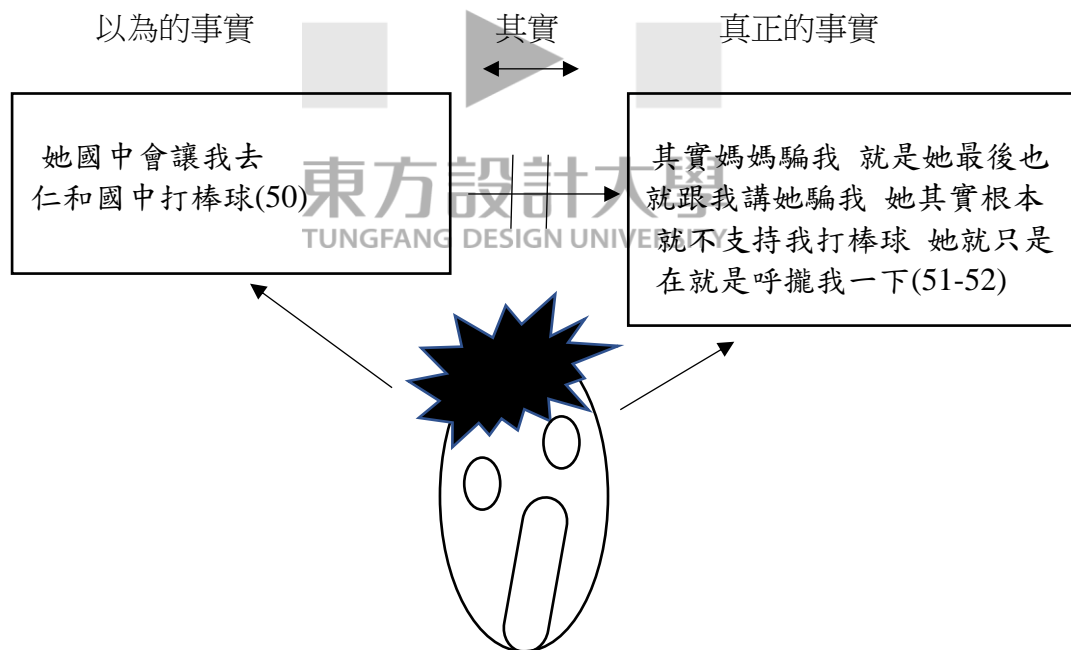 以為的事實
其實
真正的事實
她國中會讓我去
仁和國中打棒球(50)
其實媽媽騙我 就是她最後也
就跟我講她騙我 她其實根本
就不支持我打棒球 她就只是
在就是呼攏我一下(51-52)
東方設計大學
TUNGFANG DESIGN UNIVERSITY